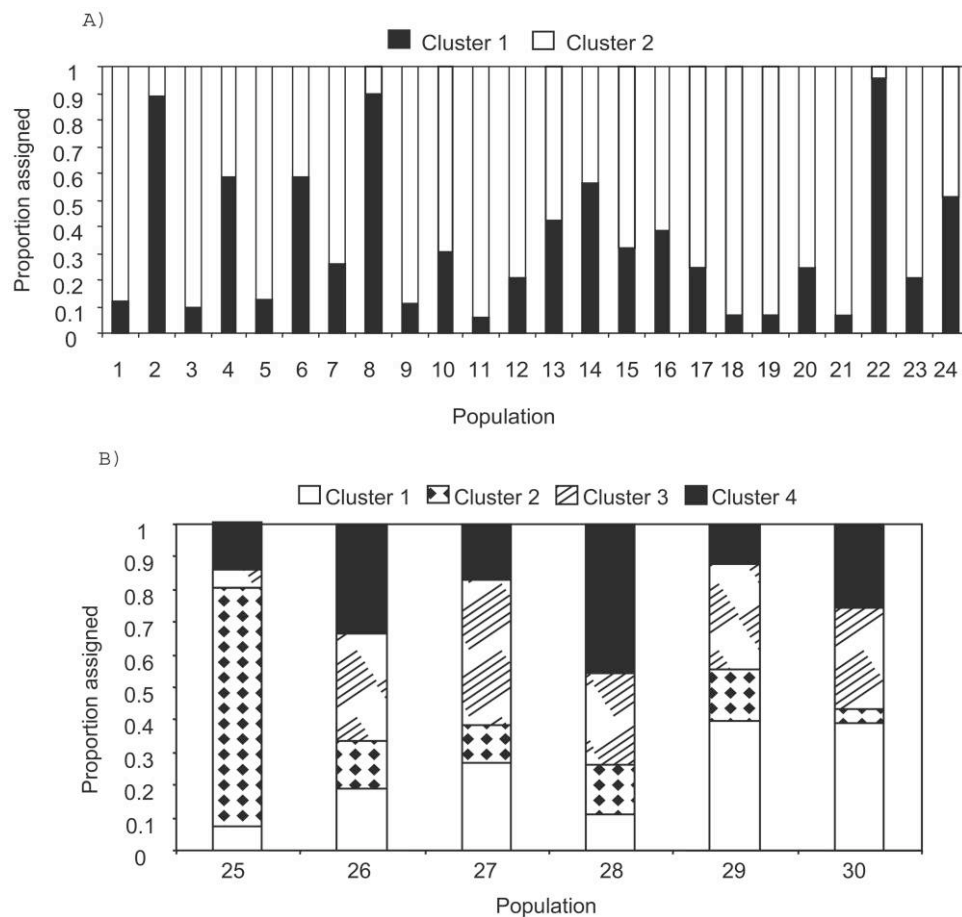 A)
Cluster 1 Cluster 2
Proportion assigned
1
0.9
0.8
0.7
0.6
0.5
0.4
0.3
0.2
0.1
0
1 2 3 4 5 6 7 8 9 10 11 12 13 14 15 16 17 18 19 20 21 22 23 24
Population
B)
Cluster 1 Cluster 2 Cluster 3 Cluster 4
Proportion assigned
1
0.9
0.8
0.7
0.6
0.5
0.4
0.3
0.2
0.1
0
25 26 27 28 29 30
Population